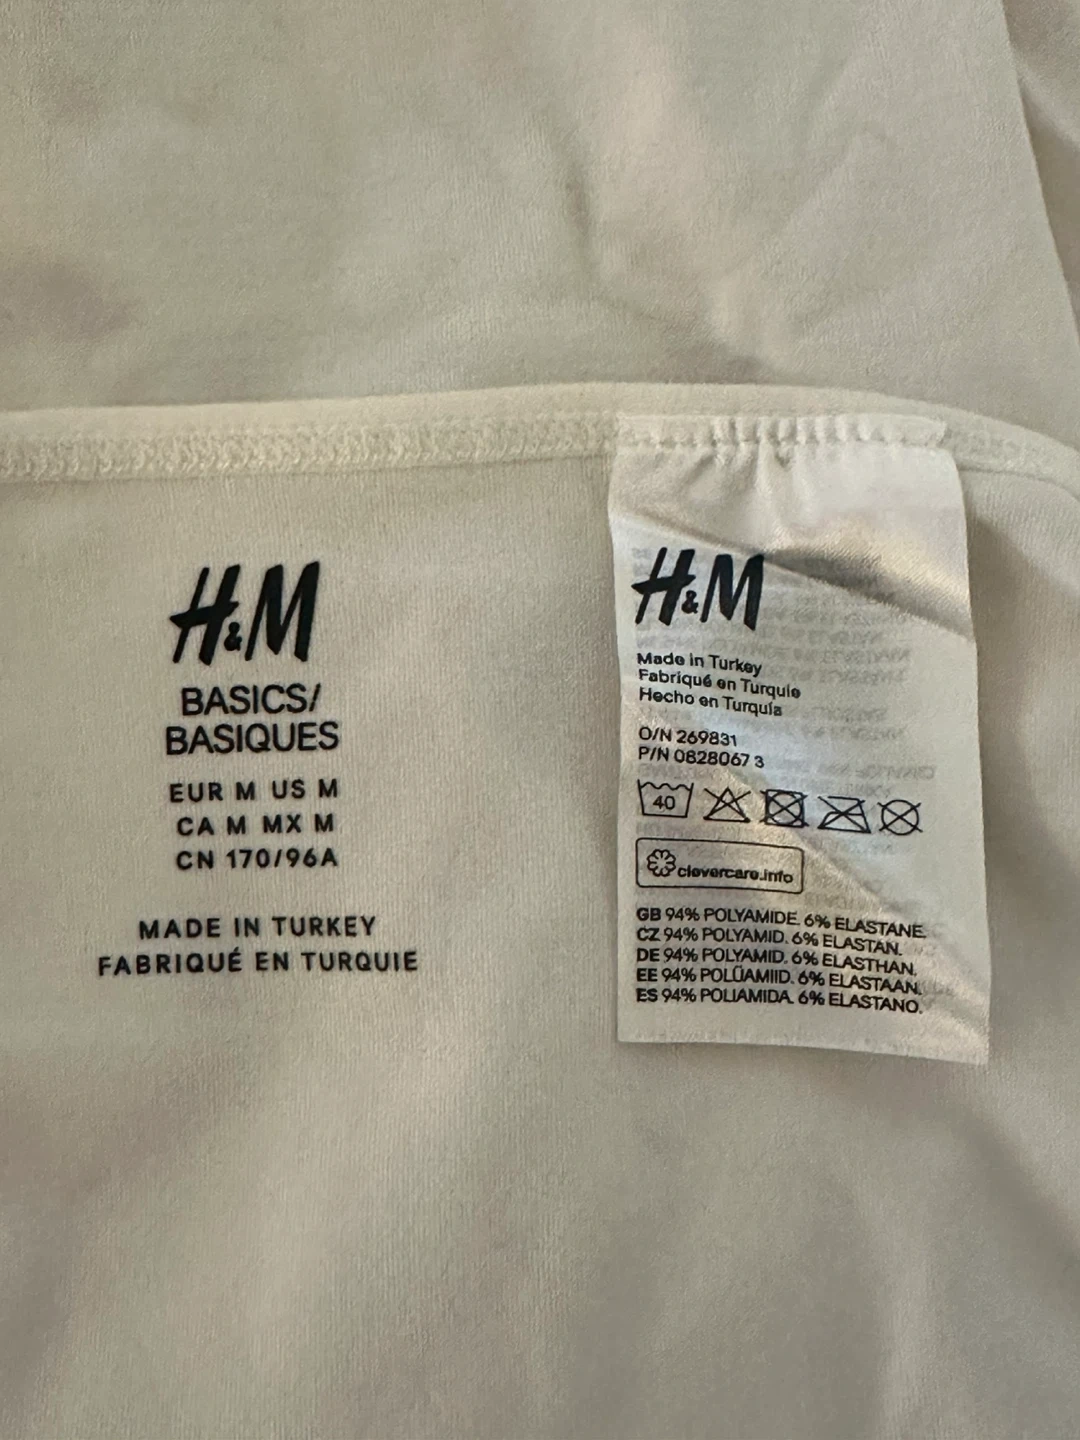 H&M
BASICS/
BASIQUES
EUR M US M
CA M MX M
CN 170/96A
MADE IN TURKEY
FABRIQUÉ EN TURQUIE
H&M
Made in Turkey
Fabriqué en Turquie
Hecho en Turquía
O/N 269831
P/N 0828067 3
40
clevercare.info
GB 94% POLYAMIDE. 6% ELASTANE.
CZ 94% POLYAMID. 6% ELASTAN.
DE 94% POLYAMID. 6% ELASTHAN.
EE 94% POLÜAMIID. 6% ELASTAAN.
ES 94% POLIAMIDA. 6% ELASTANO.